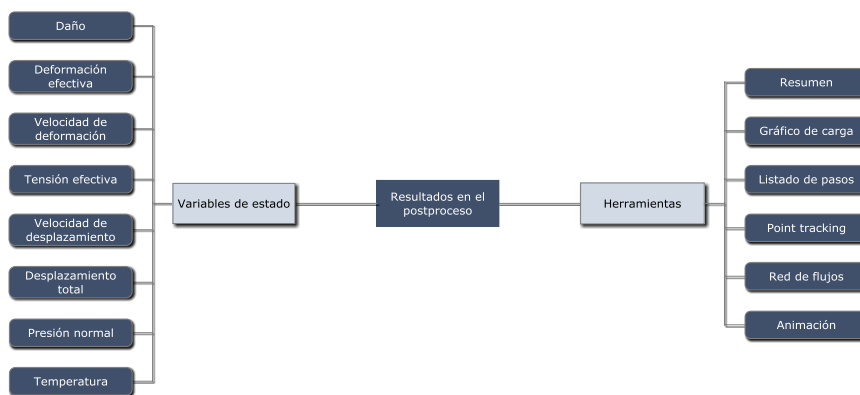 Daño
Deformación
efectiva
Velocidad de
deformación
Tensión efectiva
Velocidad de
desplazamiento
Desplazamiento
total
Presión normal
Temperatura
Variables de estado
Resultados en el
postproceso
Herramientas
Resumen
Gráfico de carga
Listado de pasos
Point tracking
Red de flujos
Animación